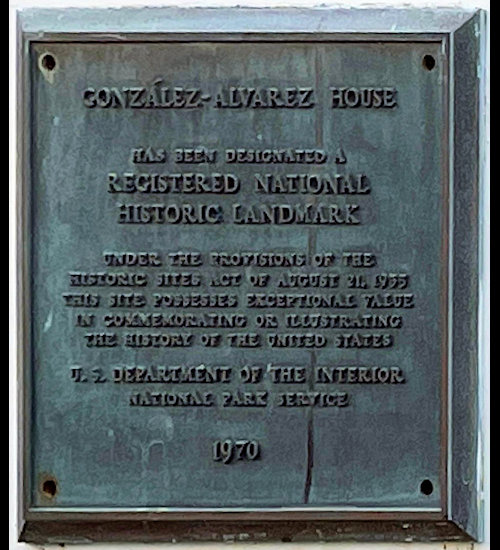 GONZÁLEZ-ALVAREZ HOUSE
HAS BEEN DESIGNATED A
REGISTERED NATIONAL
HISTORIC LANDMARK
UNDER THE PROVISIONS OF THE
HISTORIC SITES ACT OF AUGUST 21, 1935
THIS SITE POSSESSES EXCEPTIONAL VALUE
IN COMMEMORATING OR ILLUSTRATING
THE HISTORY OF THE UNITED STATES
U. S. DEPARTMENT OF THE INTERIOR
NATIONAL PARK SERVICE
1970